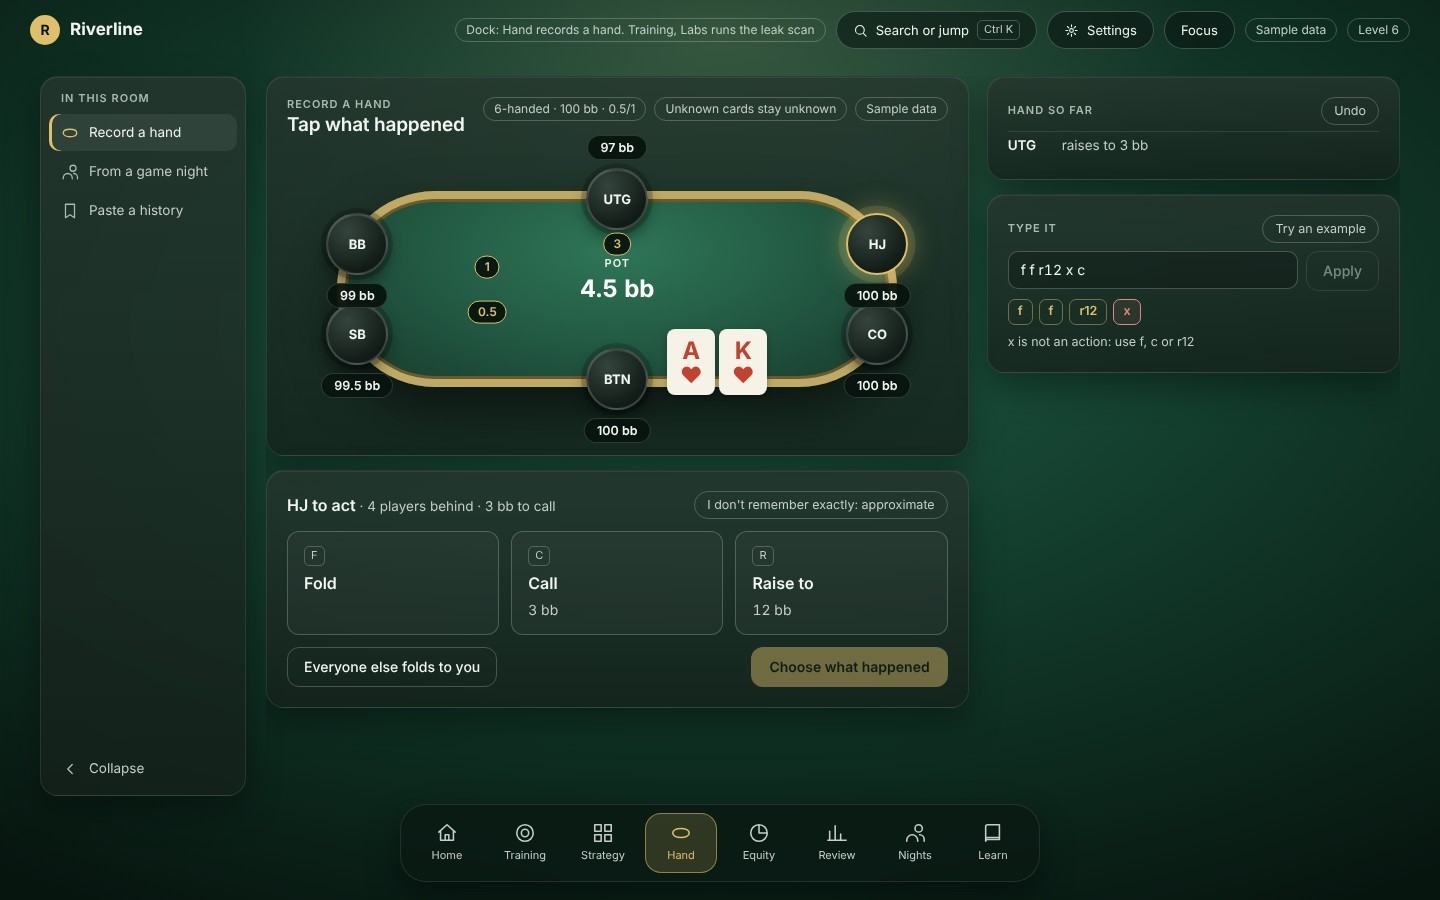 R Riverline
Dock: Hand records a hand. Training, Labs runs the leak scan
Search or jump Ctrl K
Settings
Focus
Sample data
Level 6
IN THIS ROOM
Record a hand
From a game night
Paste a history
Collapse
RECORD A HAND
Tap what happened
6-handed · 100 bb · 0.5/1
Unknown cards stay unknown
Sample data
97 bb
UTG
BB
HJ
3
POT
1
4.5 bb
99 bb
100 bb
0.5
SB
CO
A K
BTN
99.5 bb
100 bb
100 bb
HJ to act · 4 players behind · 3 bb to call
I don't remember exactly: approximate
F
Fold
C
Call
3 bb
R
Raise to
12 bb
Everyone else folds to you
Choose what happened
HAND SO FAR
Undo
UTG raises to 3 bb
TYPE IT
Try an example
f f r12 x c
Apply
f f r12 x
x is not an action: use f, c or r12
Home
Training
Strategy
Hand
Equity
Review
Nights
Learn